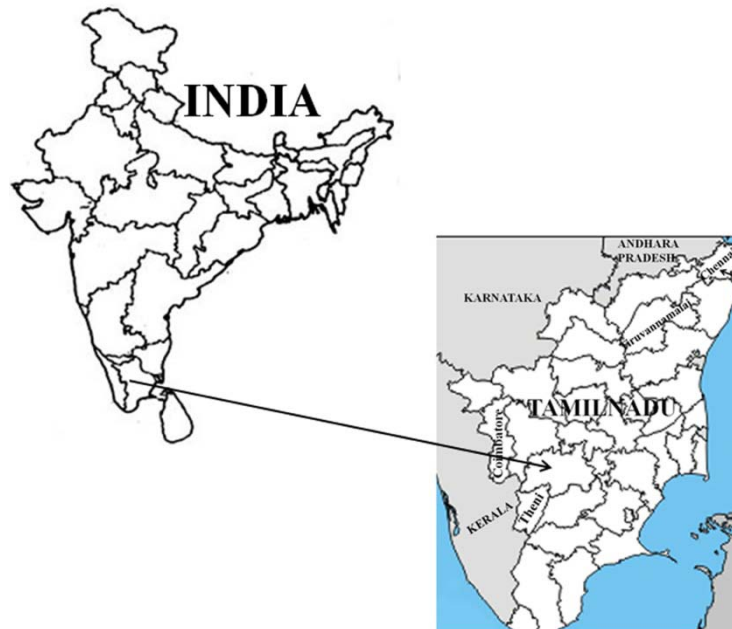 INDIA
ANDHARA
PRADESH
Chennai
KARNATAKA
Tiruvannamalai
TAMILNADU
Coimbatore
Theni
KERALA